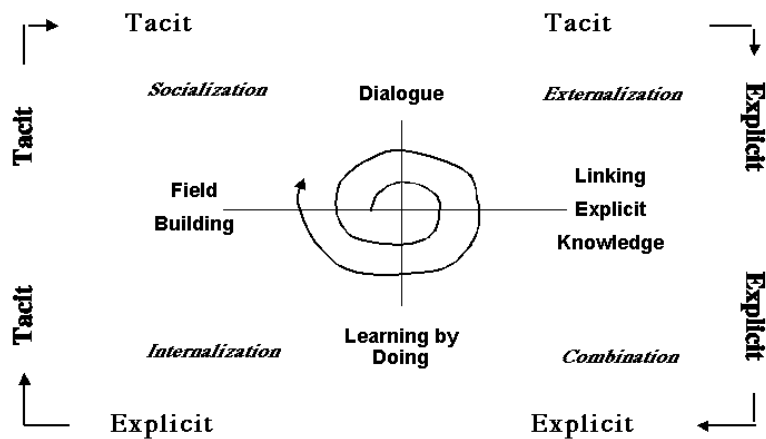 Tacit
Tacit
Socialization
Dialogue
Externalization
Tacit
Explicit
Field
Building
Linking
Explicit
Knowledge
Tacit
Explicit
Internalization
Learning by
Doing
Combination
Explicit
Explicit